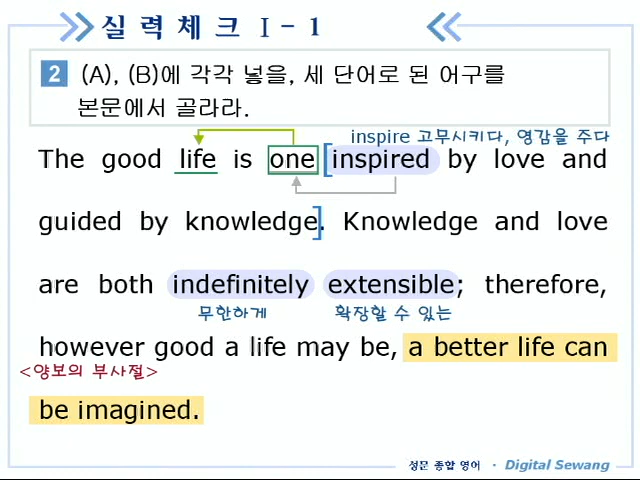 실력체크 I - 1
2 (A), (B)에 각각 넣을, 세 단어로 된 어구를
본문에서 골라라.
inspire 고무시키다, 영감을 주다
The good life is one [inspired by love and
guided by knowledge]. Knowledge and love
are both indefinitely extensible; therefore,
무한하게 확장할 수 있는
however good a life may be, a better life can
<양보의 부사절>
be imagined.
정문 종합 영어 · Digital Sewang